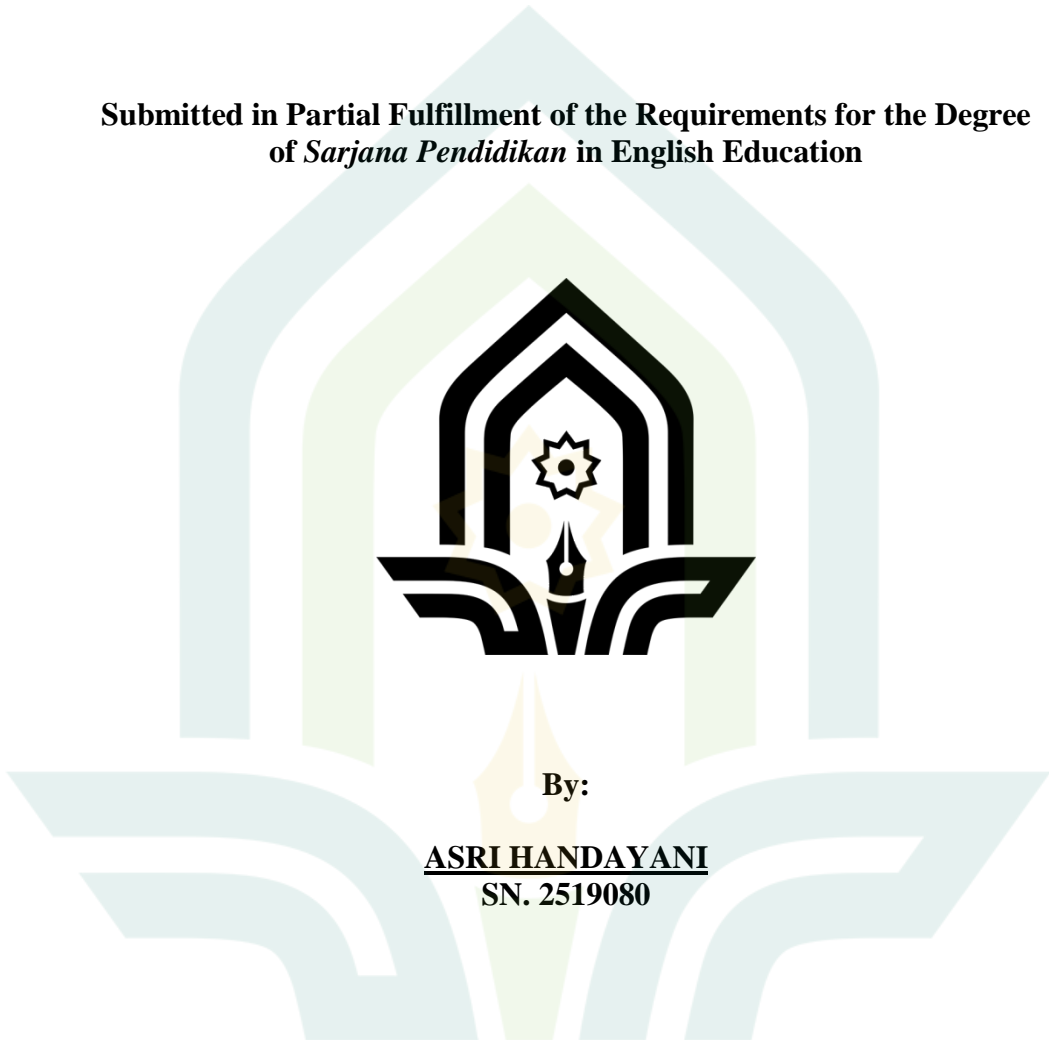 Submitted in Partial Fulfillment of the Requirements for the Degree
of Sarjana Pendidikan in English Education
By:
ASRI HANDAYANI
SN. 2519080